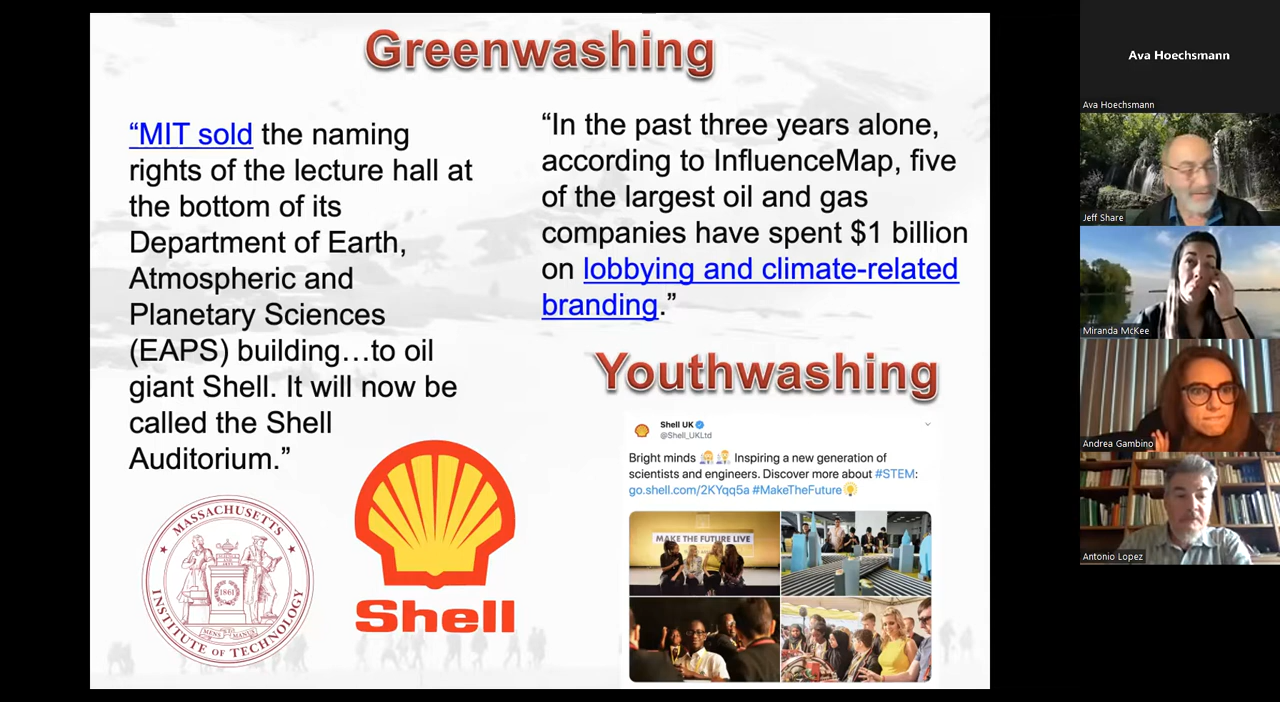 Greenwashing
“MIT sold the naming
rights of the lecture hall at
the bottom of its
Department of Earth,
Atmospheric and
Planetary Sciences
(EAPS) building…to oil
giant Shell. It will now be
called the Shell
Auditorium.”
MASSACHUSETTS
INSTITUTE OF TECHNOLOGY
1861
Shell
“In the past three years alone,
according to InfluenceMap, five
of the largest oil and gas
companies have spent $1 billion
on lobbying and climate-related
branding.”
Youthwashing
Shell UK
@Shell_UKLtd
Bright minds 👩‍🔬👨‍🔬 Inspiring a new generation of
scientists and engineers. Discover more about #STEM:
go.shell.com/2KYqq5a #MakeTheFuture💡
MAKE THE FUTURE LIVE
Ava Hoechsmann
Ava Hoechsmann
Jeff Share
Miranda McKee
Andrea Gambino
Antonio Lopez